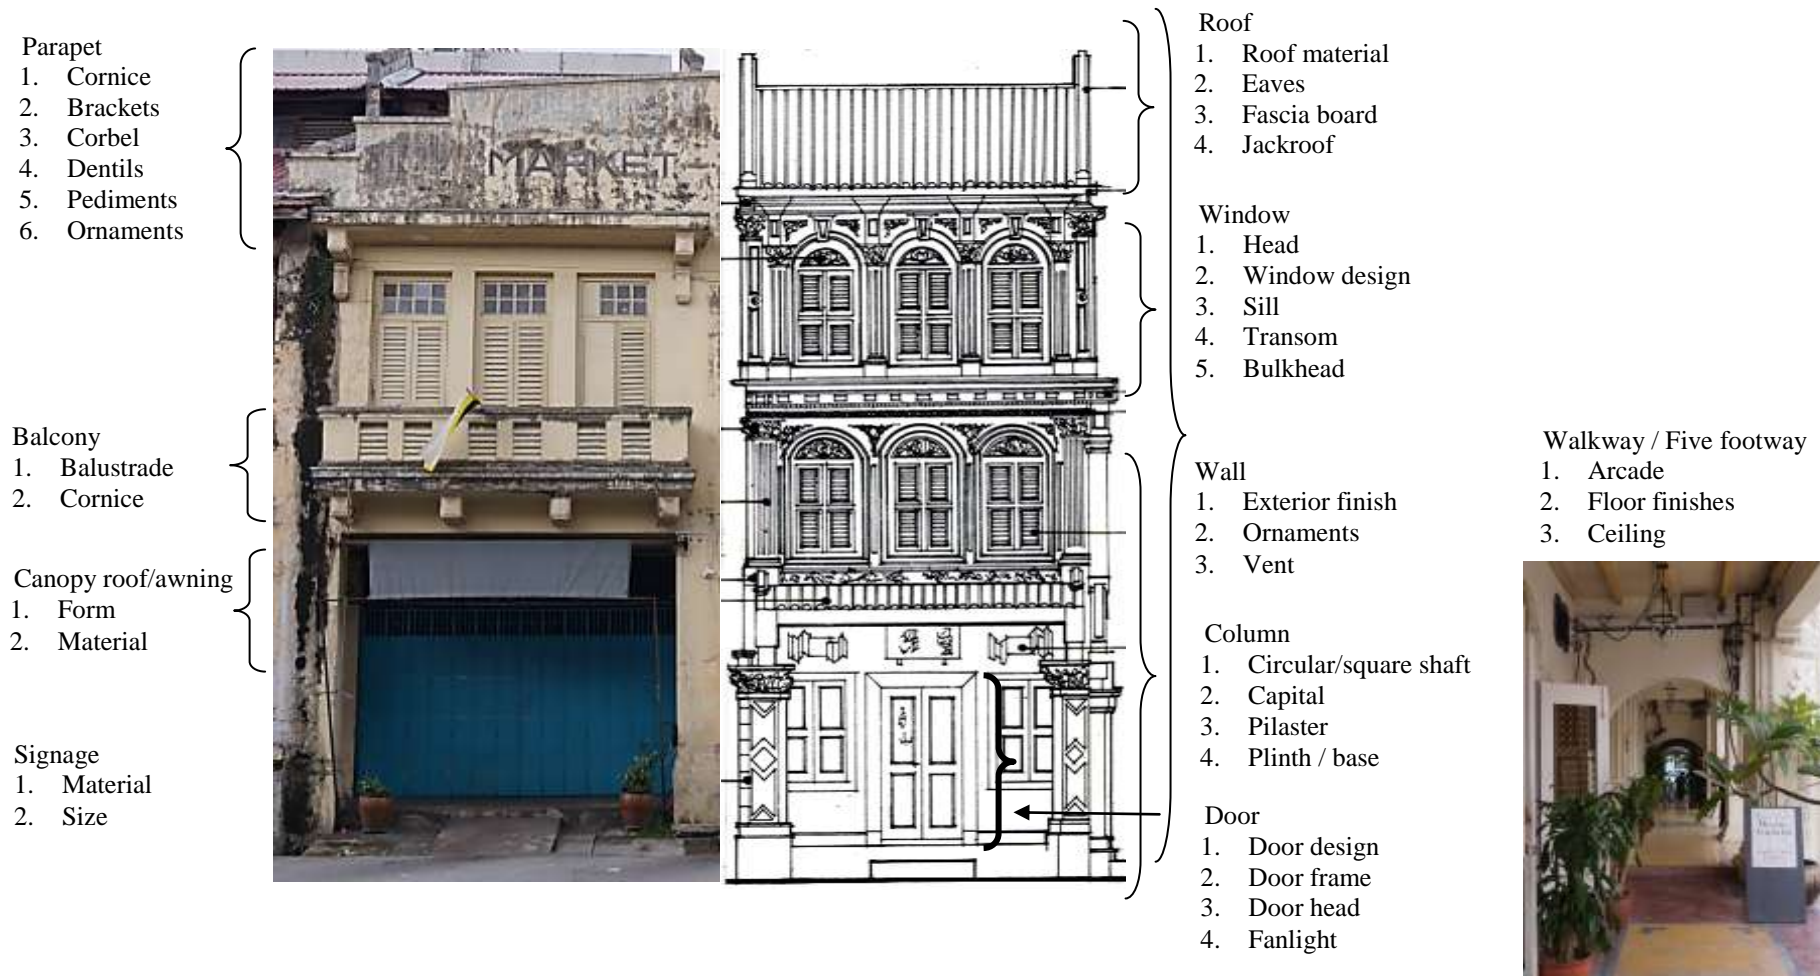 Parapet
1. Cornice
2. Brackets
3. Corbel
4. Dentils
5. Pediments
6. Ornaments
Balcony
1. Balustrade
2. Cornice
Canopy roof/awning
1. Form
2. Material
Signage
1. Material
2. Size
MARKET
Roof
1. Roof material
2. Eaves
3. Fascia board
4. Jackroof
Window
1. Head
2. Window design
3. Sill
4. Transom
5. Bulkhead
Wall
1. Exterior finish
2. Ornaments
3. Vent
Column
1. Circular/square shaft
2. Capital
3. Pilaster
4. Plinth / base
Door
1. Door design
2. Door frame
3. Door head
4. Fanlight
Walkway / Five footway
1. Arcade
2. Floor finishes
3. Ceiling